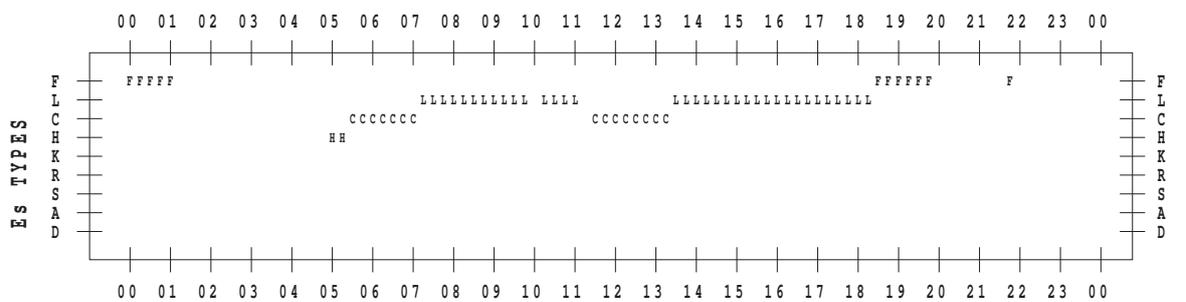 00 01 02 03 04 05 06 07 08 09 10 11 12 13 14 15 16 17 18 19 20 21 22 23 00
F FFFFF FFFFFF F F
L LLLLLLLLLLL LLLL LLLLLLLLLLLLLLLLLLLL L
C CCCCCCC CCCCCCCC C
H HH H
K K
R R
S S
A A
D D
Es TYPES
00 01 02 03 04 05 06 07 08 09 10 11 12 13 14 15 16 17 18 19 20 21 22 23 00